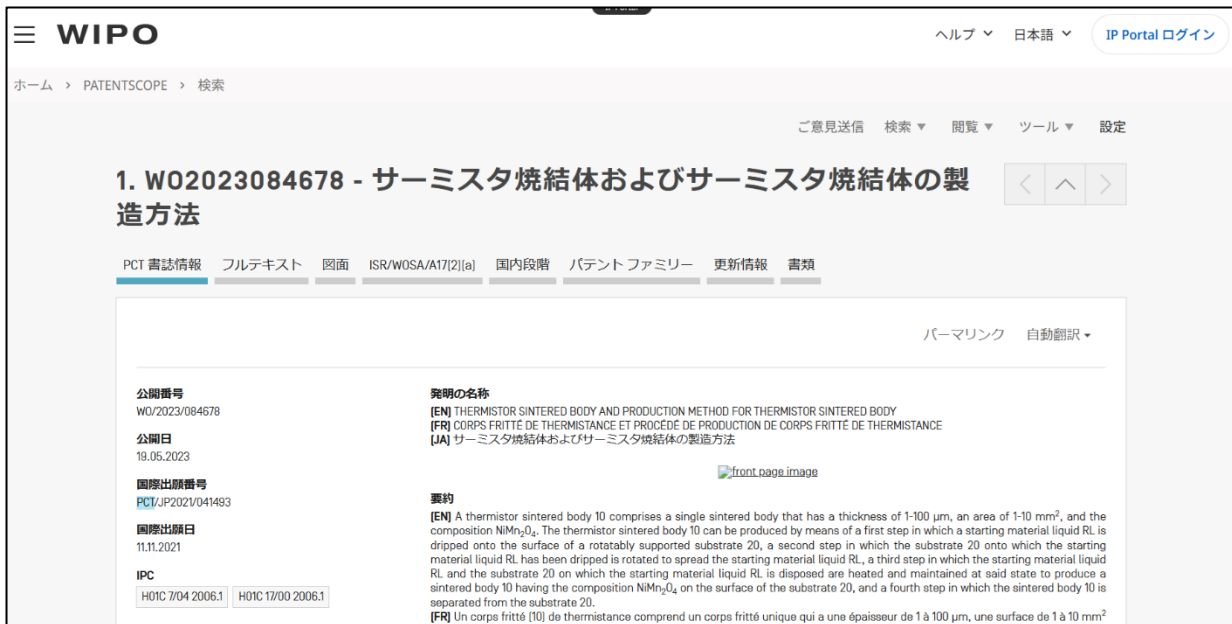 WIPO
ヘルプ
日本語
IP Portal ログイン
ホーム > PATENTSCOPE > 検索
ご意見送信 検索 ▼ 閲覧 ▼ ツール ▼ 設定
1. WO2023084678 - サーミスタ焼結体およびサーミスタ焼結体の製
造方法
PCT 書誌情報 フルテキスト 図面 ISR/WOSA/A17[2][a] 国内段階 パテント ファミリー 更新情報 書類
パーマリンク 自動翻訳
公開番号
WO/2023/084678
公開日
19.05.2023
国際出願番号
PCT/JP2021/041493
国際出願日
11.11.2021
IPC
H01C 7/04 2006.1 H01C 17/00 2006.1
発明の名称
[EN] THERMISTOR SINTERED BODY AND PRODUCTION METHOD FOR THERMISTOR SINTERED BODY
[FR] CORPS FRITTÉ DE THERMISTANCE ET PROCÉDÉ DE PRODUCTION DE CORPS FRITTÉ DE THERMISTANCE
[JA] サーミスタ焼結体およびサーミスタ焼結体の製造方法
front page image
要約
[EN] A thermistor sintered body 10 comprises a single sintered body that has a thickness of 1-100 μm, an area of 1-10 mm², and the
composition NiMn₂O₄. The thermistor sintered body 10 can be produced by means of a first step in which a starting material liquid RL is
dripped onto the surface of a rotatably supported substrate 20, a second step in which the substrate 20 onto which the starting
material liquid RL has been dripped is rotated to spread the starting material liquid RL, a third step in which the starting material liquid
RL and the substrate 20 on which the starting material liquid RL is disposed are heated and maintained at said state to produce a
sintered body 10 having the composition NiMn₂O₄ on the surface of the substrate 20, and a fourth step in which the sintered body 10 is
separated from the substrate 20.
[FR] Un corps fritté (10) de thermistance comprend un corps fritté unique qui a une épaisseur de 1 à 100 μm, une surface de 1 à 10 mm²